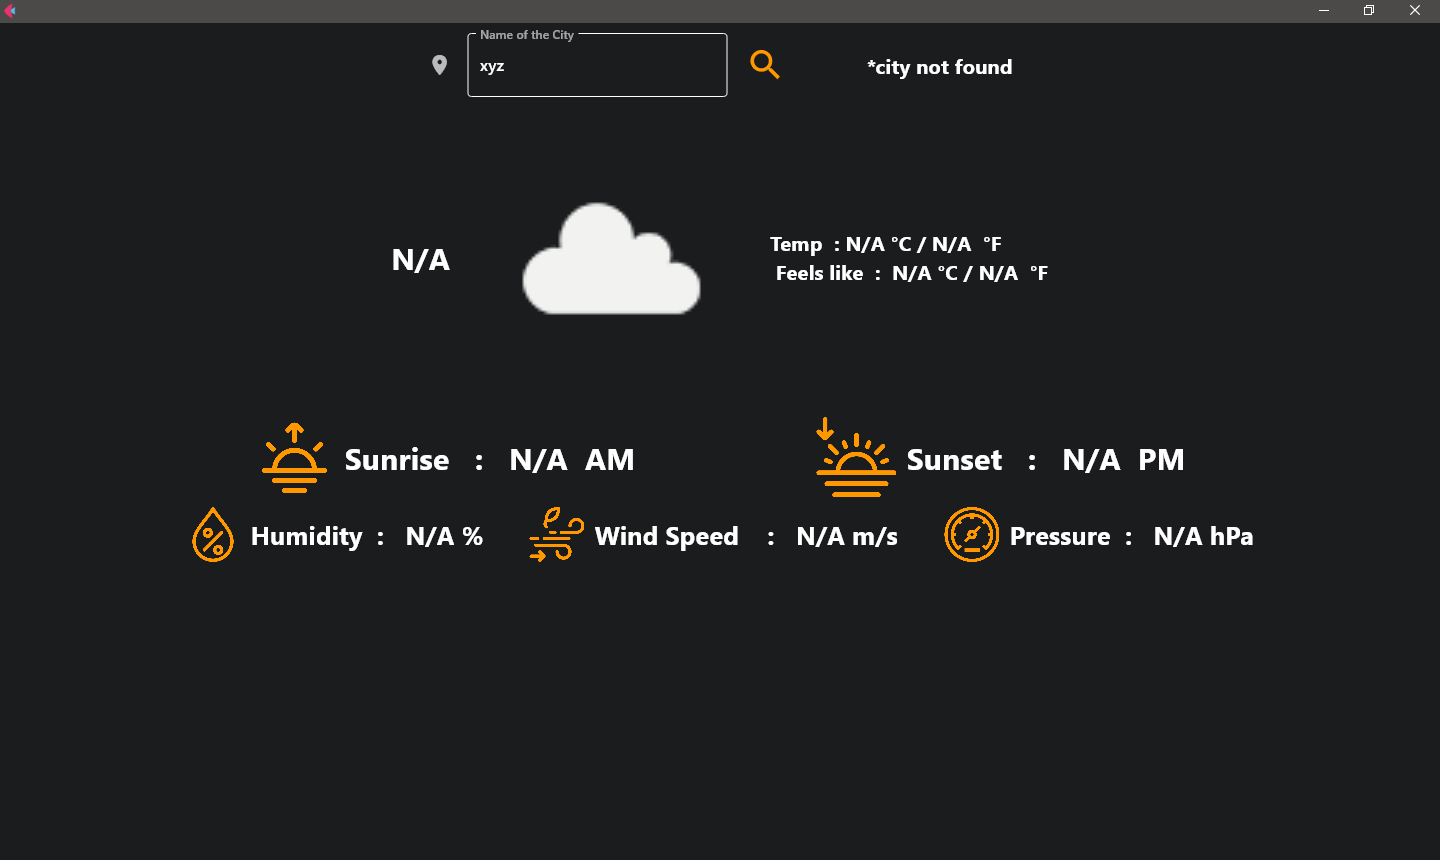 Name of the City
xyz
*city not found
N/A
Temp : N/A °C / N/A °F
Feels like : N/A °C / N/A °F
Sunrise : N/A AM
Sunset : N/A PM
Humidity : N/A %
Wind Speed : N/A m/s
Pressure : N/A hPa